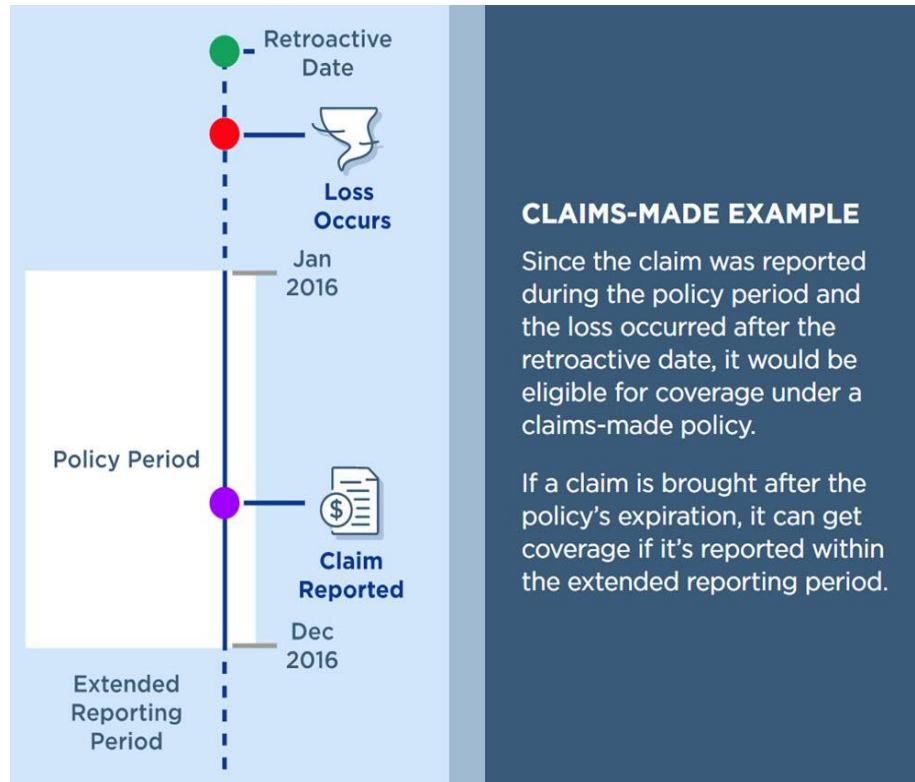 Retroactive
Date
Loss
Occurs
Jan
2016
Policy Period
$
Claim
Reported
Dec
2016
Extended
Reporting
Period
CLAIMS-MADE EXAMPLE
Since the claim was reported
during the policy period and
the loss occurred after the
retroactive date, it would be
eligible for coverage under a
claims-made policy.
If a claim is brought after the
policy’s expiration, it can get
coverage if it’s reported within
the extended reporting period.